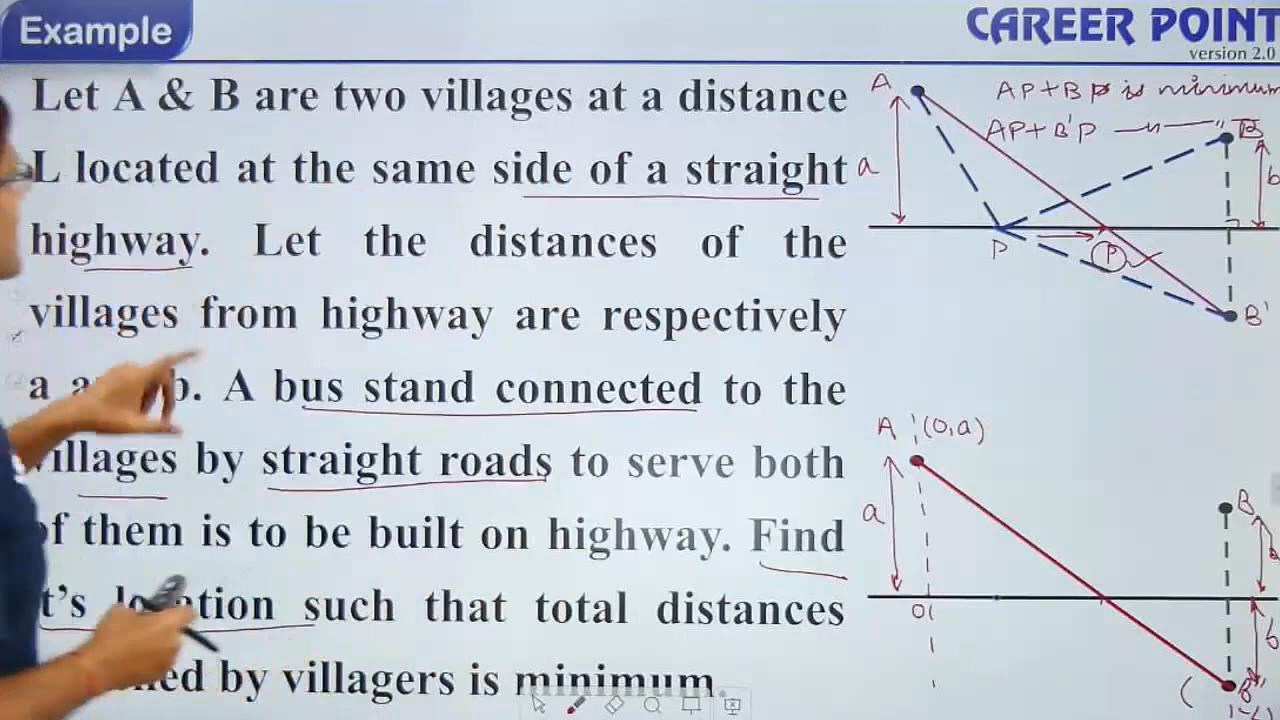 Example
CAREER POINT
version 2.0
Let A & B are two villages at a distance
L located at the same side of a straight
highway. Let the distances of the
villages from highway are respectively
a b. A bus stand connected to the
villages by straight roads to serve both
of them is to be built on highway. Find
t's location such that total distances
by villagers is minimum.
A
AP+BP is minimum
AP+B'P —〃—
B
a
b
P
P
B'
A (0,a)
B
a
O
b
B'